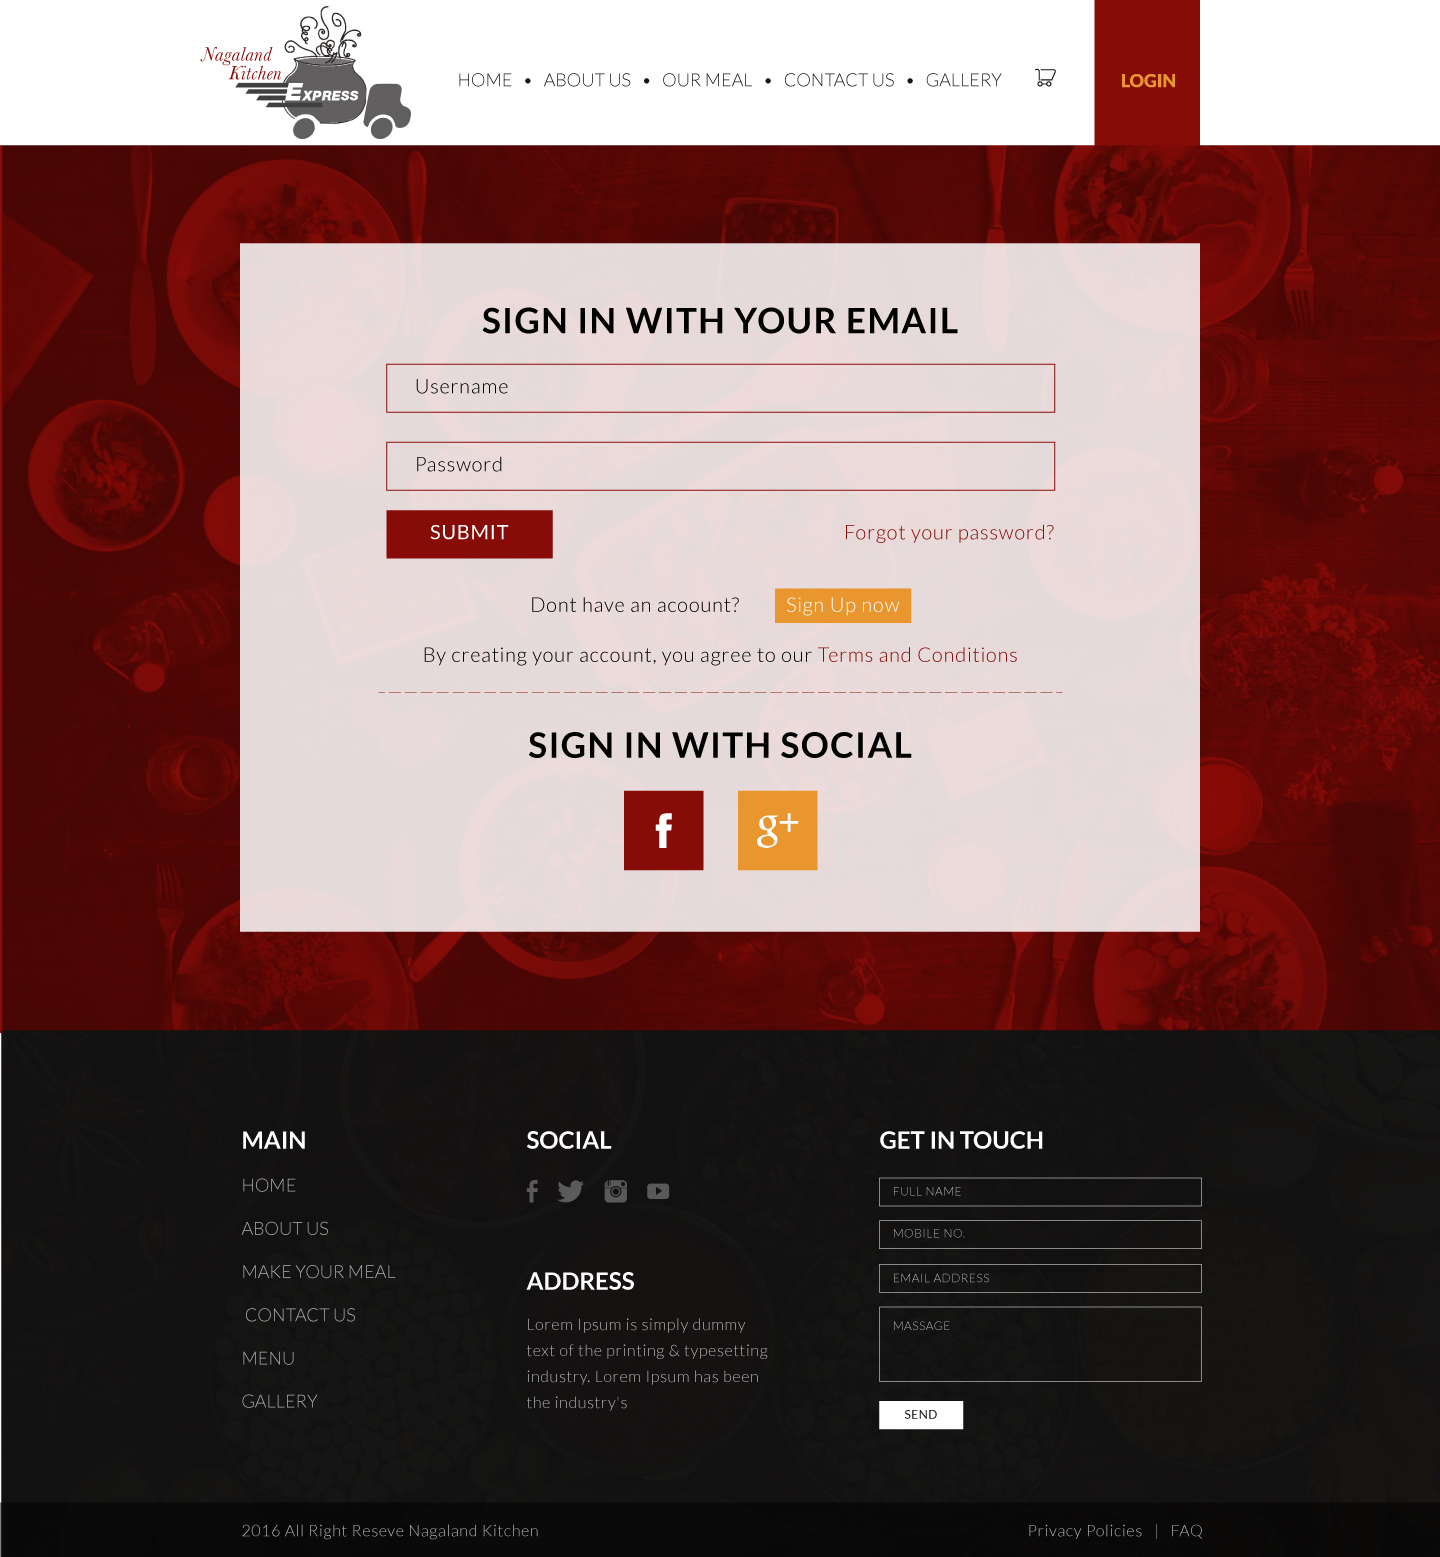 Nagaland
Kitchen
EXPRESS
HOME • ABOUT US • OUR MEAL • CONTACT US • GALLERY
LOGIN
SIGN IN WITH YOUR EMAIL
Username
Password
SUBMIT
Forgot your password?
Dont have an acoount?
Sign Up now
By creating your account, you agree to our Terms and Conditions
SIGN IN WITH SOCIAL
f
g+
MAIN
HOME
ABOUT US
MAKE YOUR MEAL
CONTACT US
MENU
GALLERY
SOCIAL
ADDRESS
Lorem Ipsum is simply dummy
text of the printing & typesetting
industry. Lorem Ipsum has been
the industry's
GET IN TOUCH
FULL NAME
MOBILE NO.
EMAIL ADDRESS
MASSAGE
SEND
2016 All Right Reseve Nagaland Kitchen
Privacy Policies | FAQ